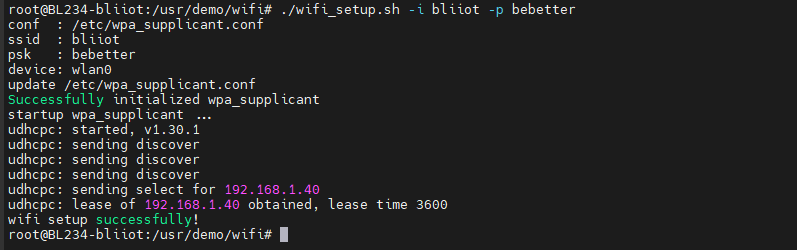 root@BL234-bliiot:/usr/demo/wifi# ./wifi_setup.sh -i bliiot -p bebetter
conf  : /etc/wpa_supplicant.conf
ssid  : bliiot
psk   : bebetter
device: wlan0
update /etc/wpa_supplicant.conf
Successfully initialized wpa_supplicant
startup wpa_supplicant ...
udhcpc: started, v1.30.1
udhcpc: sending discover
udhcpc: sending discover
udhcpc: sending discover
udhcpc: sending select for 192.168.1.40
udhcpc: lease of 192.168.1.40 obtained, lease time 3600
wifi setup successfully!
root@BL234-bliiot:/usr/demo/wifi#